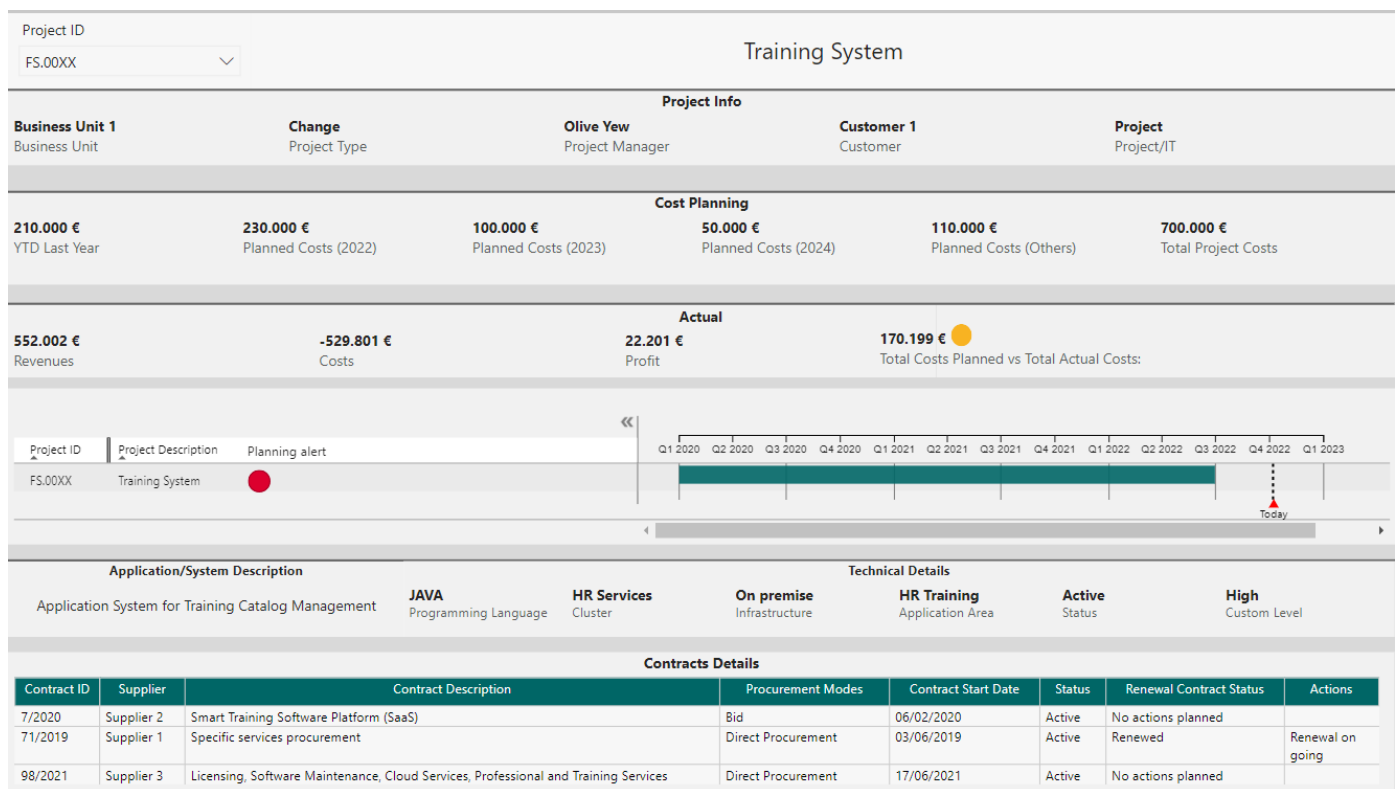 Project ID
FS.00XX
Training System
Project Info
Business Unit 1 Change Olive Yew Customer 1 Project
Business Unit Project Type Project Manager Customer Project/IT
Cost Planning
210.000 € 230.000 € 100.000 € 50.000 € 110.000 € 700.000 €
YTD Last Year Planned Costs (2022) Planned Costs (2023) Planned Costs (2024) Planned Costs (Others) Total Project Costs
Actual
552.002 € -529.801 € 22.201 € 170.199 €
Revenues Costs Profit Total Costs Planned vs Total Actual Costs:
Project ID Project Description Planning alert Q1 2020 Q2 2020 Q3 2020 Q4 2020 Q1 2021 Q2 2021 Q3 2021 Q4 2021 Q1 2022 Q2 2022 Q3 2022 Q4 2022 Q1 2023
FS.00XX Training System
Today
Application/System Description Technical Details
Application System for Training Catalog Management
JAVA HR Services On premise HR Training Active High
Programming Language Cluster Infrastructure Application Area Status Custom Level
Contracts Details
Contract ID Supplier Contract Description Procurement Modes Contract Start Date Status Renewal Contract Status Actions
7/2020 Supplier 2 Smart Training Software Platform (SaaS) Bid 06/02/2020 Active No actions planned
71/2019 Supplier 1 Specific services procurement Direct Procurement 03/06/2019 Active Renewed Renewal on
going
98/2021 Supplier 3 Licensing, Software Maintenance, Cloud Services, Professional and Training Services Direct Procurement 17/06/2021 Active No actions planned